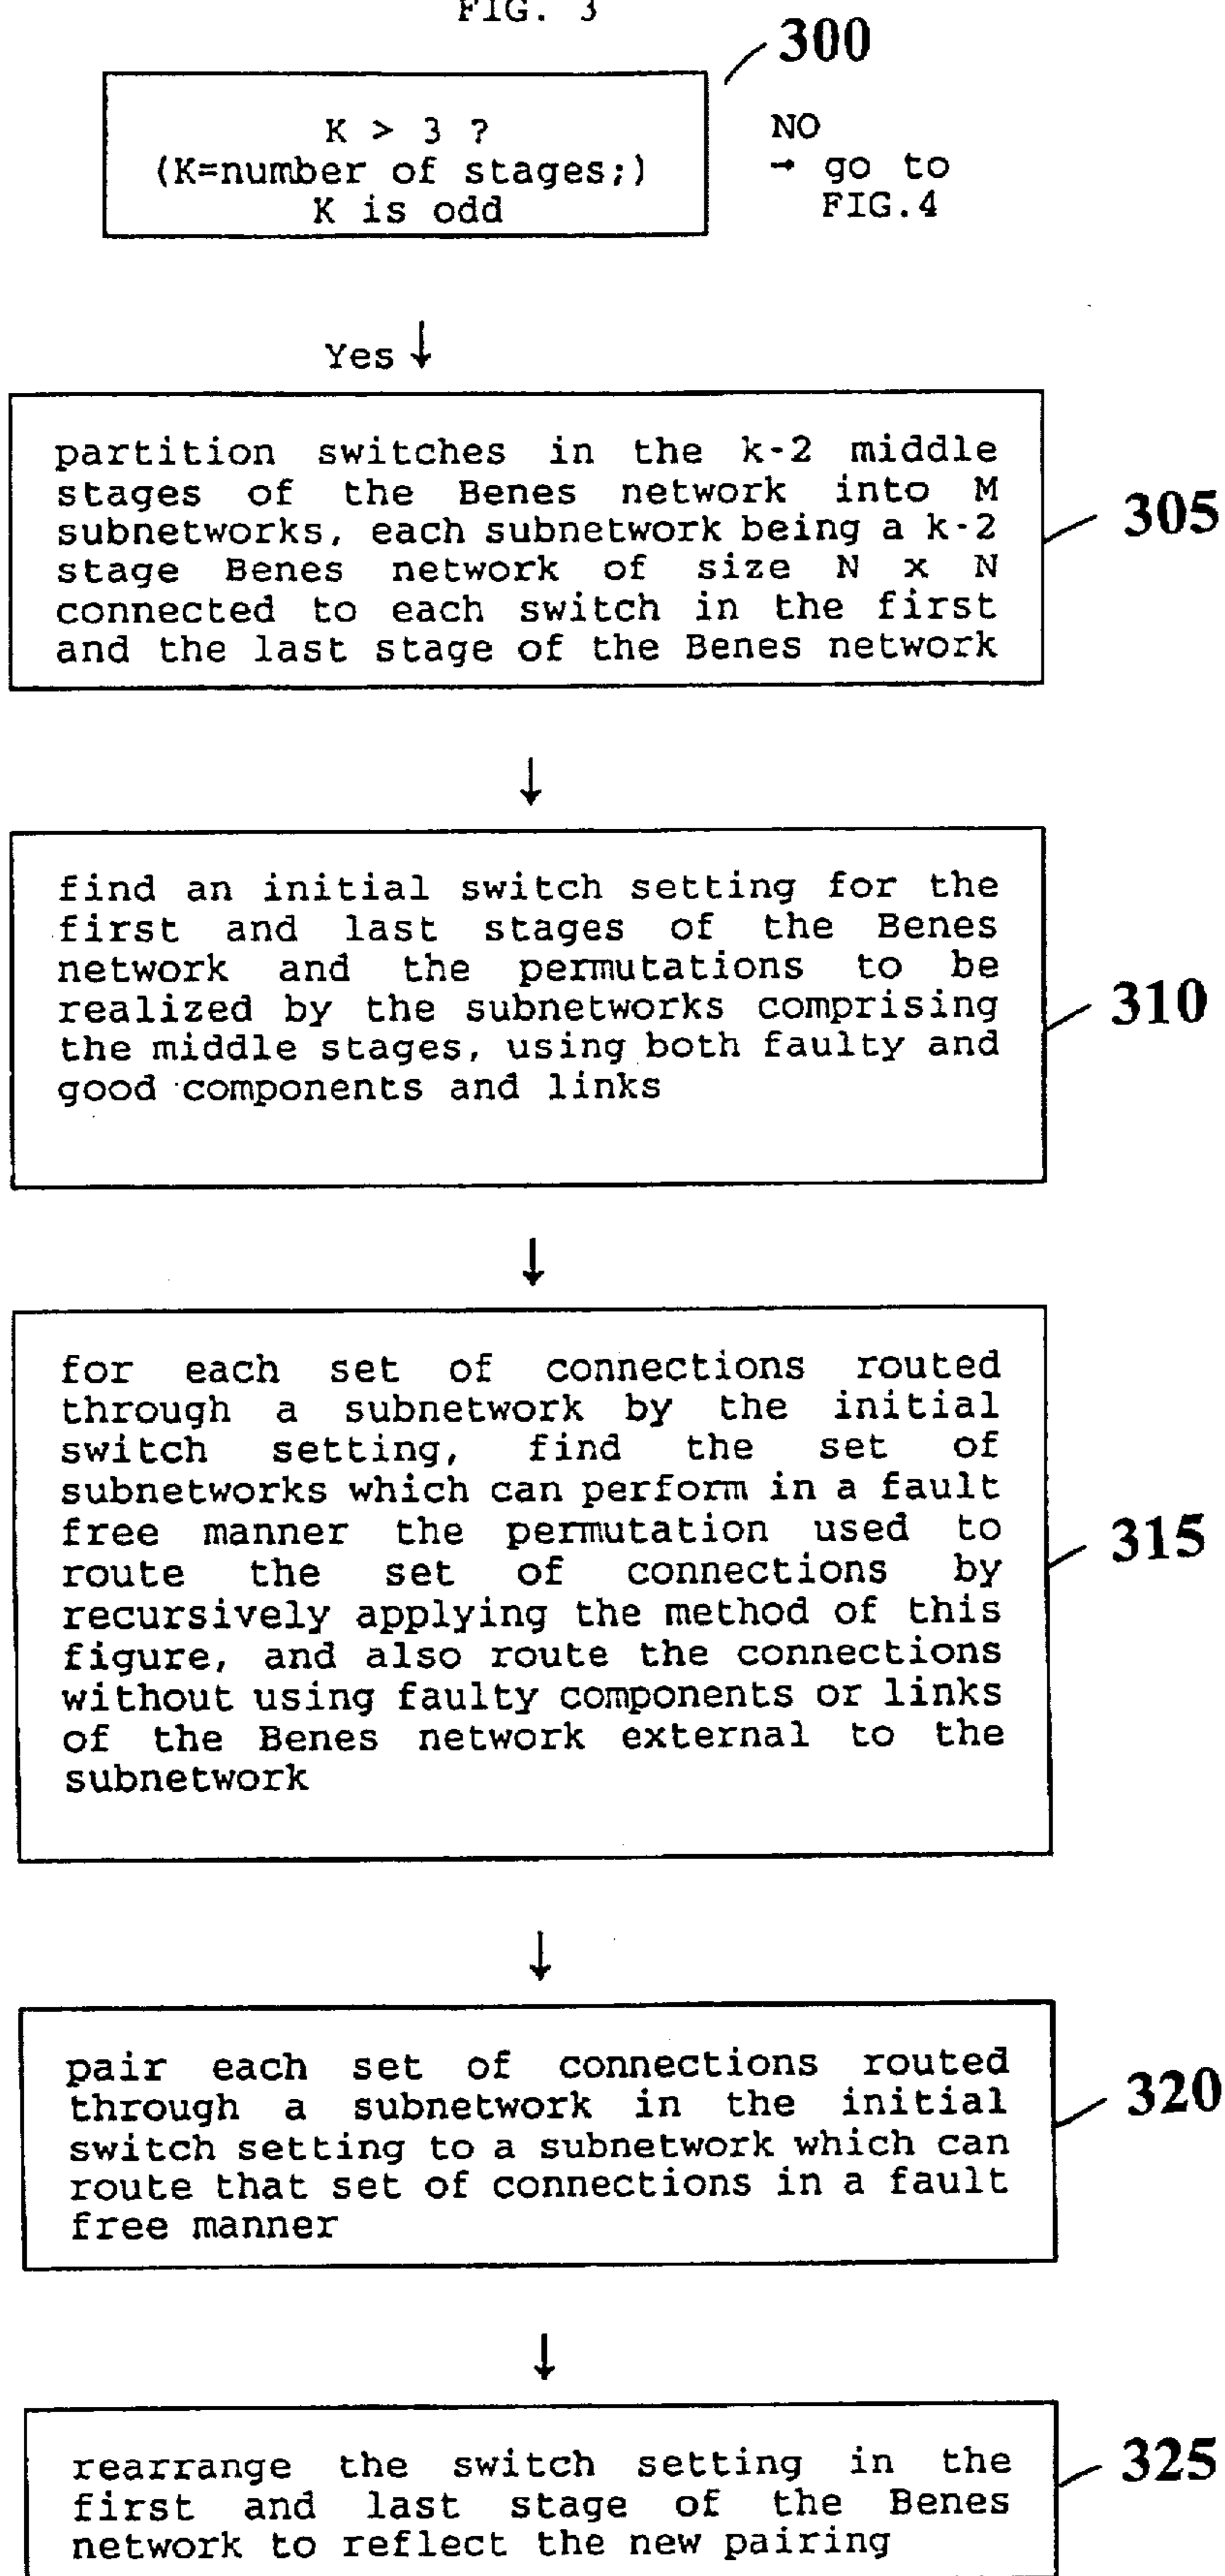 FIG. 3
300
K > 3 ?
(K=number of stages;)
K is odd
NO
→ go to
FIG.4
Yes ↓
partition switches in the k-2 middle
stages of the Benes network into M
subnetworks, each subnetwork being a k-2
stage Benes network of size N x N
connected to each switch in the first
and the last stage of the Benes network
305
↓
find an initial switch setting for the
first and last stages of the Benes
network and the permutations to be
realized by the subnetworks comprising
the middle stages, using both faulty and
good components and links
310
↓
for each set of connections routed
through a subnetwork by the initial
switch setting, find the set of
subnetworks which can perform in a fault
free manner the permutation used to
route the set of connections by
recursively applying the method of this
figure, and also route the connections
without using faulty components or links
of the Benes network external to the
subnetwork
315
↓
pair each set of connections routed
through a subnetwork in the initial
switch setting to a subnetwork which can
route that set of connections in a fault
free manner
320
↓
rearrange the switch setting in the
first and last stage of the Benes
network to reflect the new pairing
325